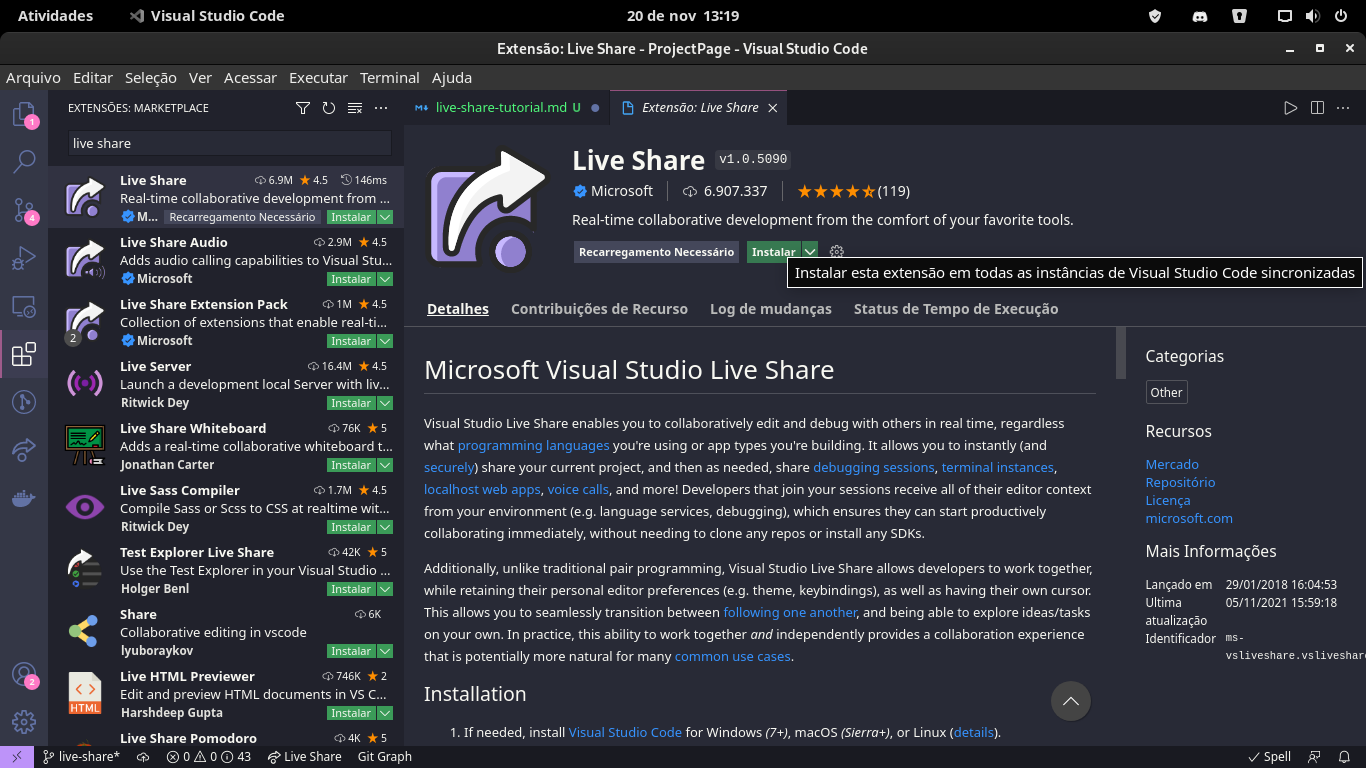 Atividades Visual Studio Code 20 de nov 13:19
Extensão: Live Share - ProjectPage - Visual Studio Code
Arquivo Editar Seleção Ver Acessar Executar Terminal Ajuda
EXTENSÕES: MARKETPLACE
live share
Live Share 6.9M 4.5 146ms
Real-time collaborative development from ...
M... Recarregamento Necessário Instalar
Live Share Audio 2.9M 4.5
Adds audio calling capabilities to Visual Stu...
Microsoft Instalar
Live Share Extension Pack 1M 4.5
Collection of extensions that enable real-ti...
2 Microsoft Instalar
Live Server 16.4M 4.5
Launch a development local Server with liv...
Ritwick Dey Instalar
Live Share Whiteboard 76K 5
Adds a real-time collaborative whiteboard t...
Jonathan Carter Instalar
Live Sass Compiler 1.7M 4.5
Compile Sass or Scss to CSS at realtime wit...
Ritwick Dey Instalar
Test Explorer Live Share 42K 5
Use the Test Explorer in your Visual Studio ...
Holger Benl Instalar
Share 6K
Collaborative editing in vscode
lyuboraykov Instalar
Live HTML Previewer 746K 2
Edit and preview HTML documents in VS C...
HTML
Harshdeep Gupta Instalar
Live Share Pomodoro 4K 5
1
4
2
live-share-tutorial.md U Extensão: Live Share
Live Share v1.0.5090
Microsoft 6.907.337 (119)
Real-time collaborative development from the comfort of your favorite tools.
Recarregamento Necessário Instalar
Instalar esta extensão em todas as instâncias de Visual Studio Code sincronizadas
Detalhes Contribuições de Recurso Log de mudanças Status de Tempo de Execução
Microsoft Visual Studio Live Share
Visual Studio Live Share enables you to collaboratively edit and debug with others in real time, regardless
what programming languages you're using or app types you're building. It allows you to instantly (and
securely) share your current project, and then as needed, share debugging sessions, terminal instances,
localhost web apps, voice calls, and more! Developers that join your sessions receive all of their editor context
from your environment (e.g. language services, debugging), which ensures they can start productively
collaborating immediately, without needing to clone any repos or install any SDKs.
Additionally, unlike traditional pair programming, Visual Studio Live Share allows developers to work together,
while retaining their personal editor preferences (e.g. theme, keybindings), as well as having their own cursor.
This allows you to seamlessly transition between following one another, and being able to explore ideas/tasks
on your own. In practice, this ability to work together and independently provides a collaboration experience
that is potentially more natural for many common use cases.
Installation
1. If needed, install Visual Studio Code for Windows (7+), macOS (Sierra+), or Linux (details).
Categorias
Other
Recursos
Mercado
Repositório
Licença
microsoft.com
Mais Informações
Lançado em 29/01/2018 16:04:53
Ultima 05/11/2021 15:59:18
atualização
Identificador ms-
vsliveshare.vsliveshare
live-share* 0 0 43 Live Share Git Graph Spell